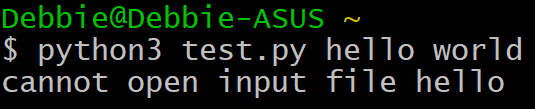 Debbie@Debbie-ASUS ~
$ python3 test.py hello world
cannot open input file hello